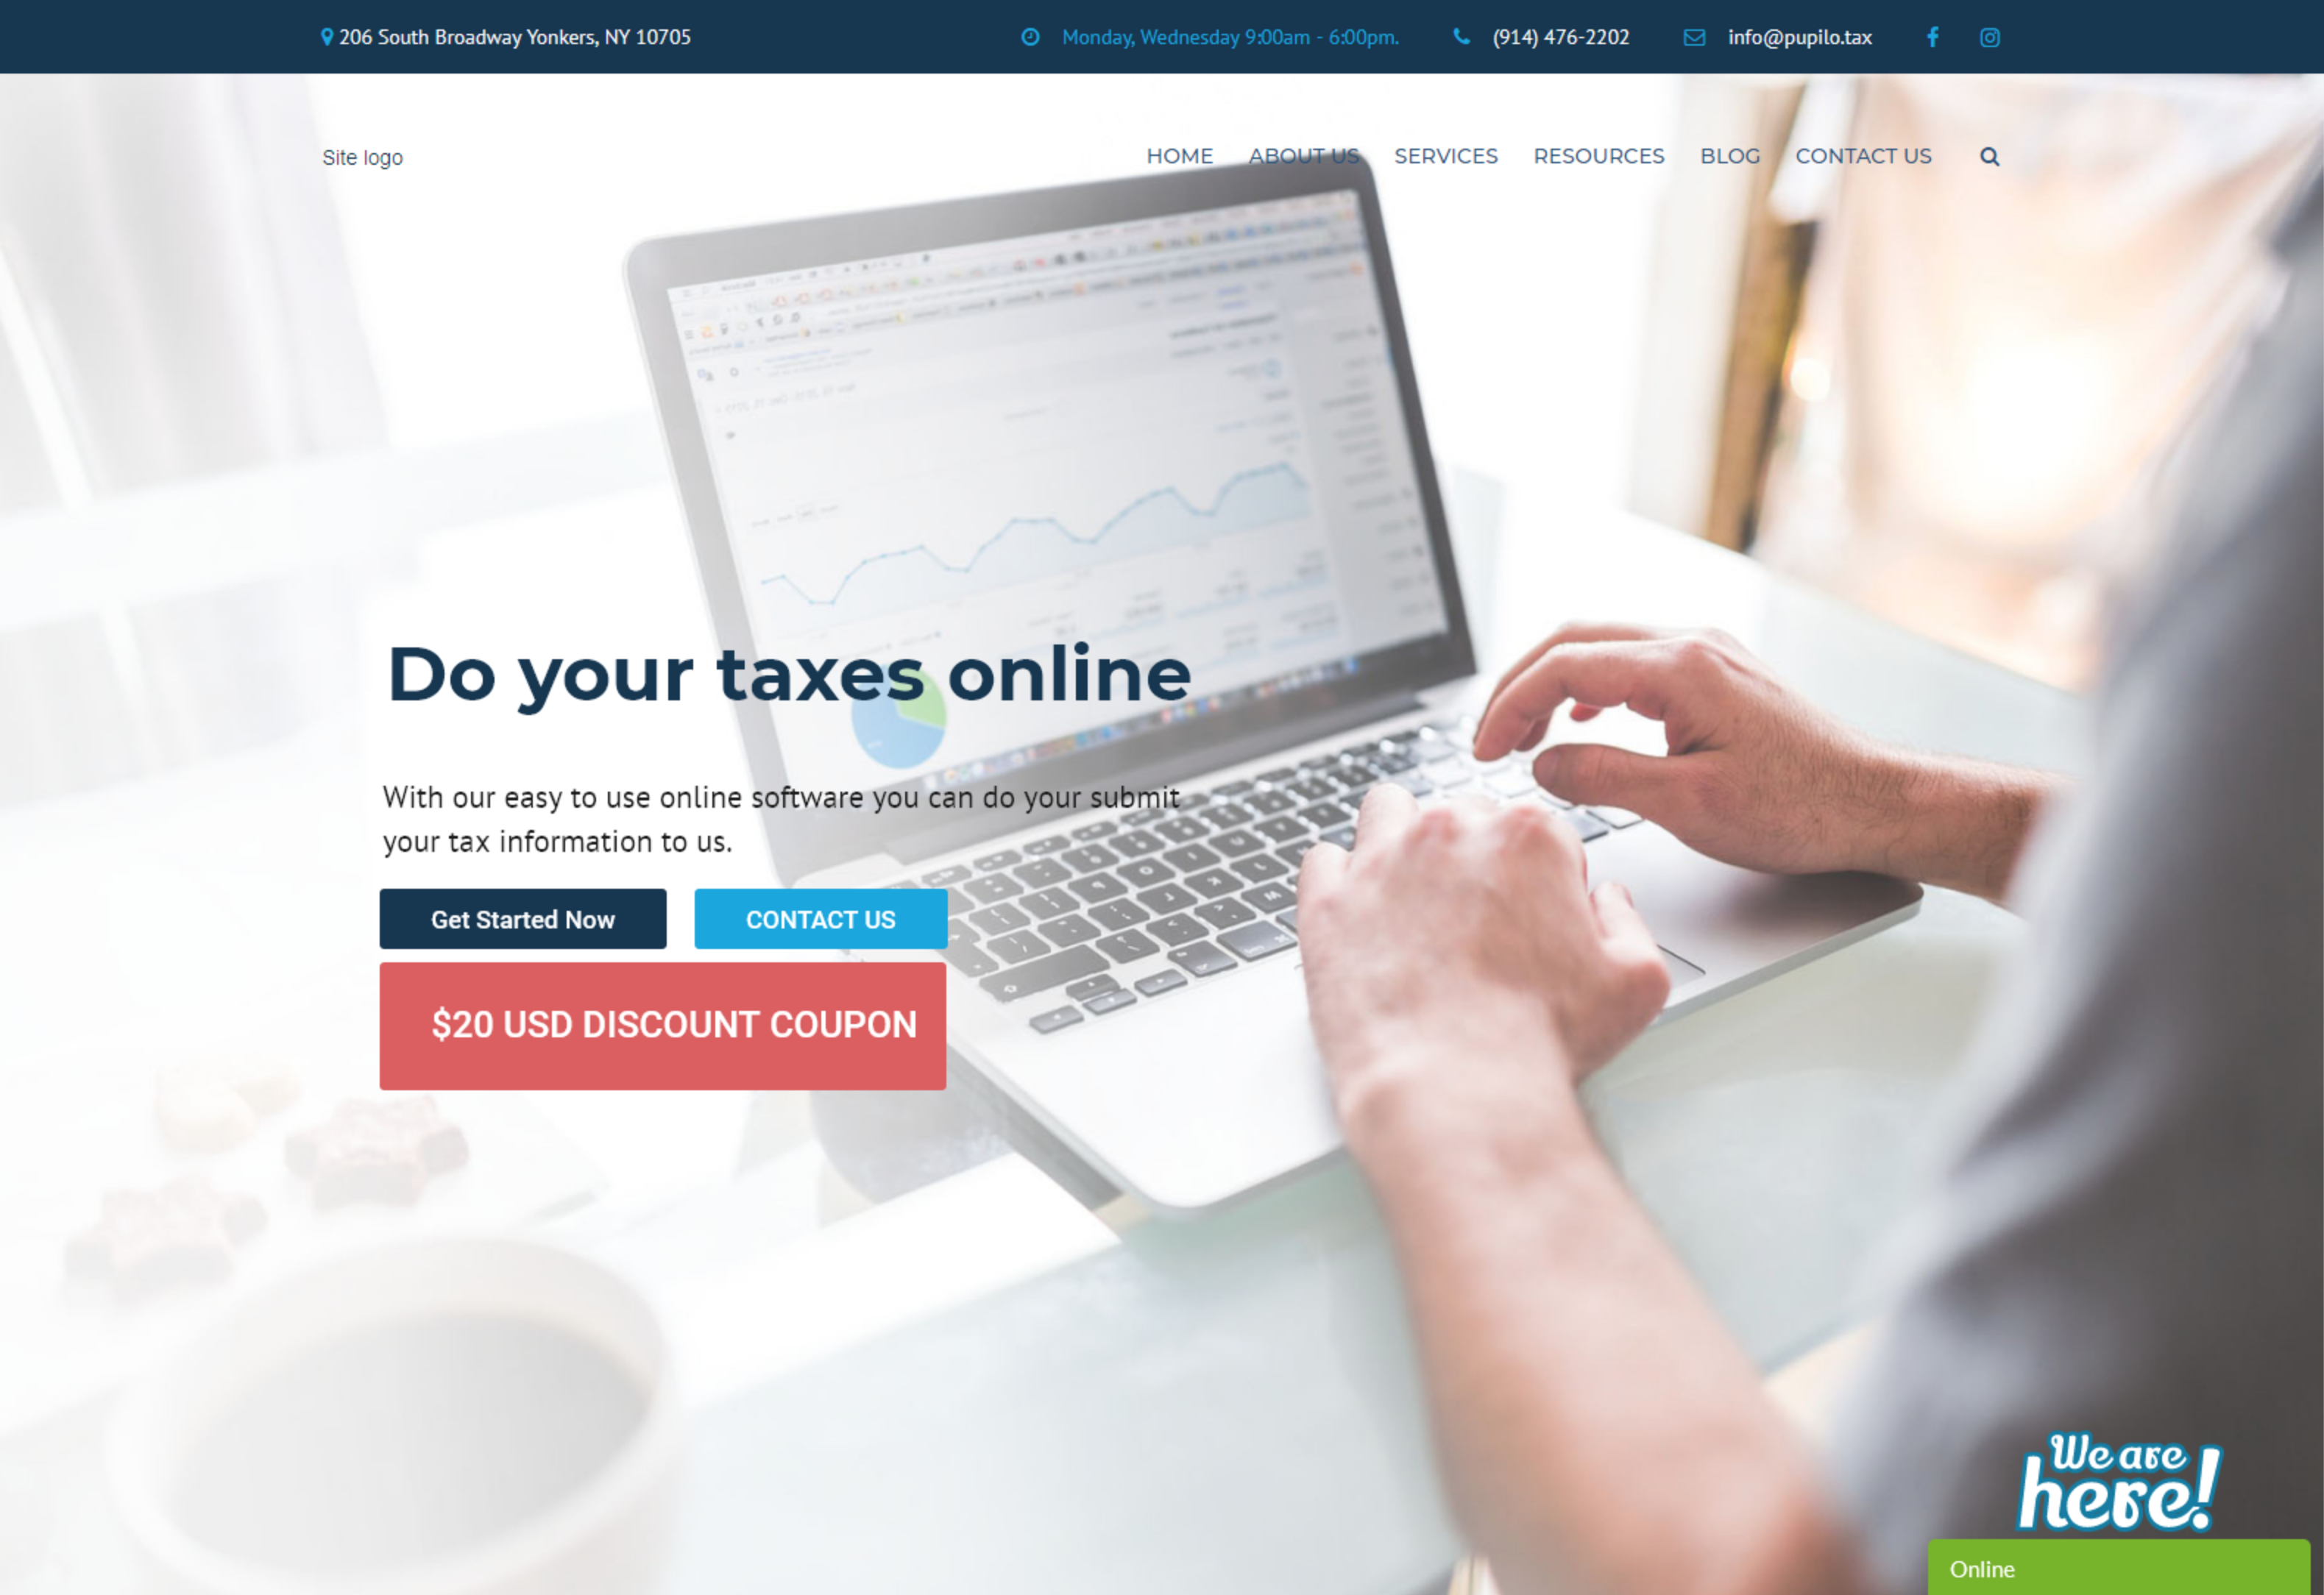 206 South Broadway Yonkers, NY 10705
Monday, Wednesday 9:00am - 6:00pm.
(914) 476-2202
info@pupilo.tax
Site logo
HOME
ABOUT US
SERVICES
RESOURCES
BLOG
CONTACT US
Do your taxes online
With our easy to use online software you can do your submit
your tax information to us.
Get Started Now
CONTACT US
$20 USD DISCOUNT COUPON
We are
here!
Online